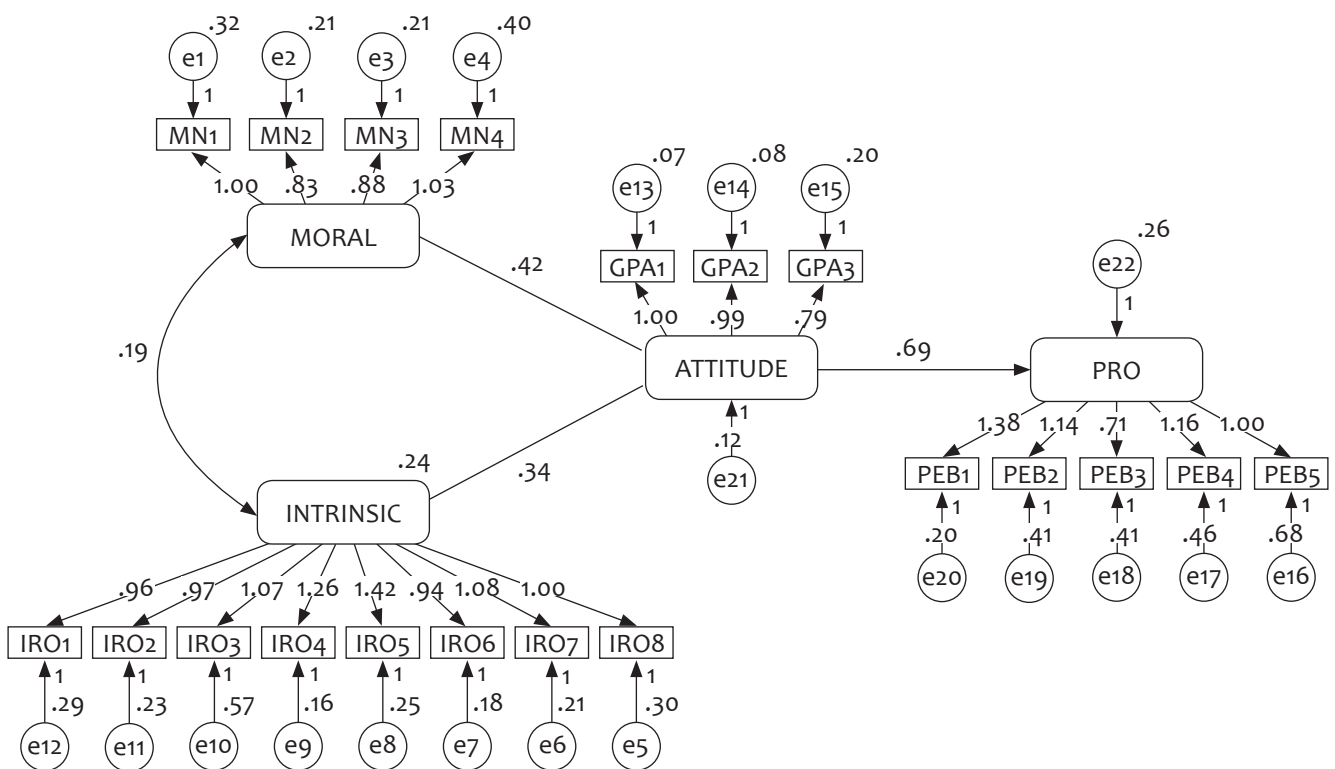 .32 .21 .21 .40
e1 e2 e3 e4
1 1 1 1
MN1 MN2 MN3 MN4
1.00 .83 .88 1.03
MORAL
.07 .08 .20
e13 e14 e15
1 1 1
GPA1 GPA2 GPA3
1.00 .99 .79
.42
.26
e22
1
.19
ATTITUDE
.69
PRO
1
.12
e21
.34
.24
INTRINSIC
1.38 1.14 .71 1.16 1.00
PEB1 PEB2 PEB3 PEB4 PEB5
1 1 1 1 1
.20 .41 .41 .46 .68
e20 e19 e18 e17 e16
.96 .97 1.07 1.26 1.42 .94 1.08 1.00
IRO1 IRO2 IRO3 IRO4 IRO5 IRO6 IRO7 IRO8
1 1 1 1 1 1 1 1
.29 .23 .57 .16 .25 .18 .21 .30
e12 e11 e10 e9 e8 e7 e6 e5